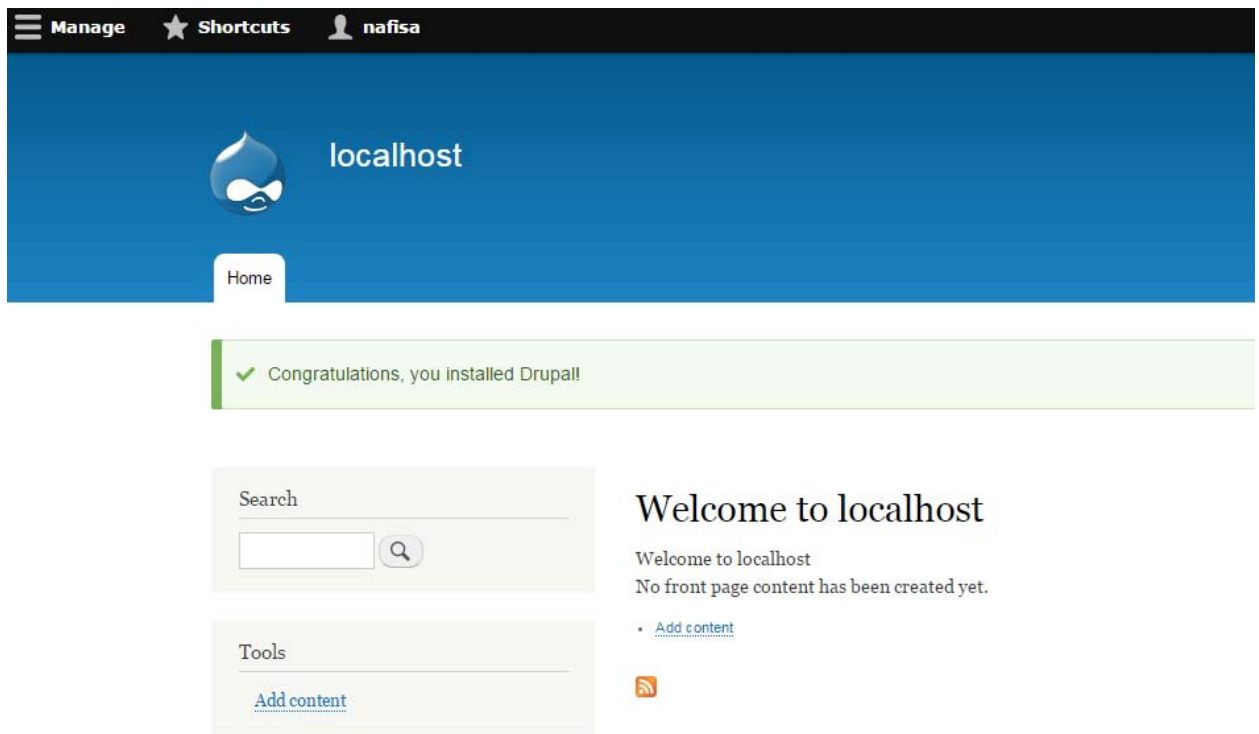 Manage Shortcuts nafisa
localhost
Home
Congratulations, you installed Drupal!
Search
Tools
Add content
Welcome to localhost
Welcome to localhost
No front page content has been created yet.
Add content